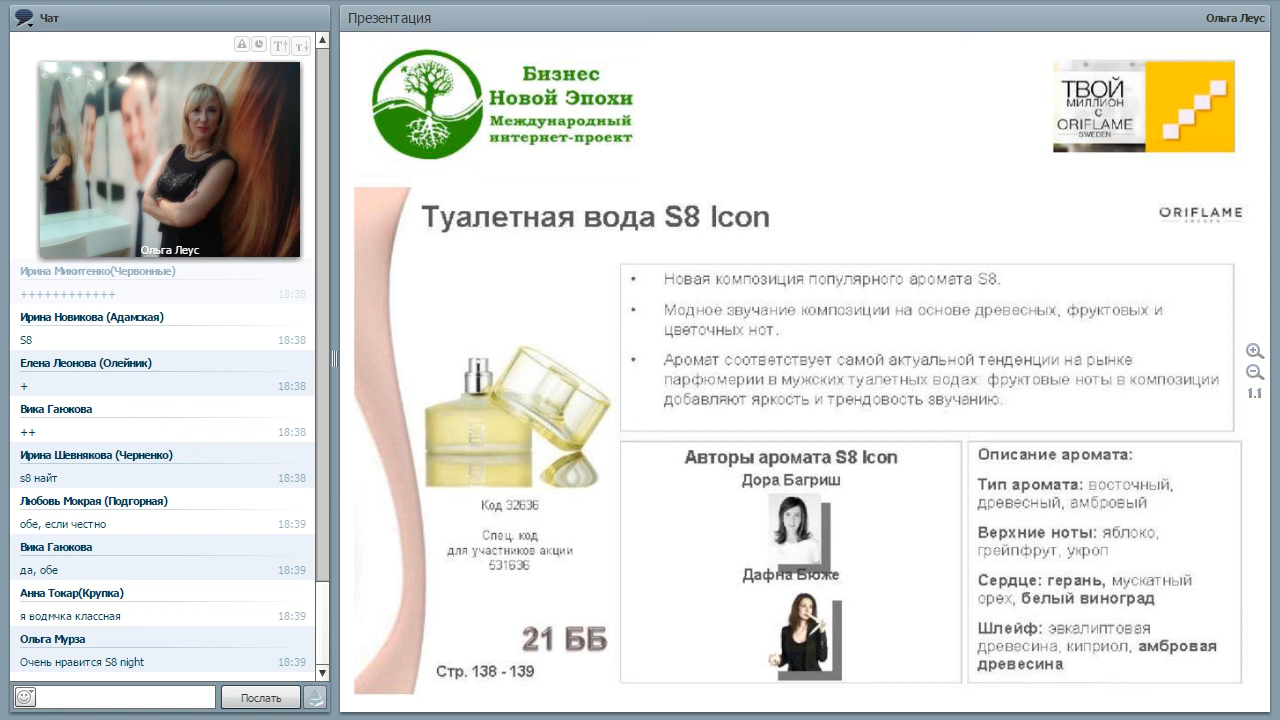 Чат
Ольга Леус
Ирина Микитенко(Червонные)
++++++++++++ 18:38
Ирина Новикова (Адамская)
S8 18:38
Елена Леонова (Олейник)
+ 18:38
Вика Гаюкова
++ 18:38
Ирина Шевнякова (Черненко)
s8 найт 18:38
Любовь Мокрая (Подгорная)
обе, если честно 18:39
Вика Гаюкова
да, обе 18:39
Анна Токар(Крупка)
я водмчка классная 18:39
Ольга Мурза
Очень нравится S8 night 18:39
Послать
Презентация
Ольга Леус
Бизнес
Новой Эпохи
Международный
интернет-проект
ТВОЙ
МИЛЛИОН
С
ORIFLAME
SWEDEN
Туалетная вода S8 Icon
ORIFLAME
SWEDEN
• Новая композиция популярного аромата S8.
• Модное звучание композиции на основе древесных, фруктовых и
цветочных нот.
• Аромат соответствует самой актуальной тенденции на рынке
парфюмерии в мужских туалетных водах: фруктовые ноты в композиции
добавляют яркость и трендовость звучанию.
Код 32636
Спец. код
для участников акции
531636
21 ББ
Стр. 138 - 139
Авторы аромата S8 Icon
Дора Багриш
Дафна Бюже
Описание аромата:
Тип аромата: восточный,
древесный, амбровый
Верхние ноты: яблоко,
грейпфрут, укроп
Сердце: герань, мускатный
орех, белый виноград
Шлейф: эвкалиптовая
древесина, киприол, амбровая
древесина
1.1